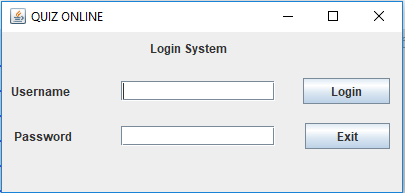 QUIZ ONLINE
Login System
Username
Login
Password
Exit